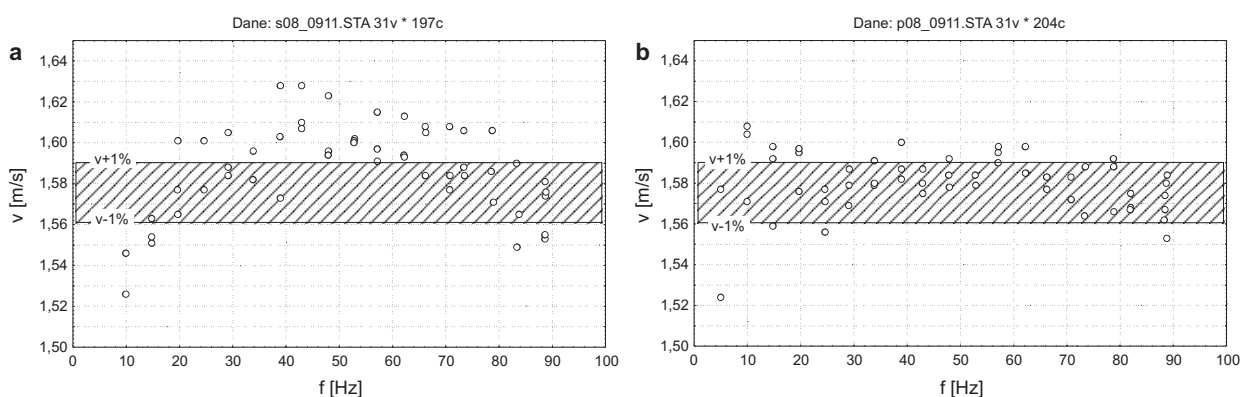 Dane: s08_0911.STA 31v * 197c
a
1,64
1,62
1,60
1,58
1,56
1,54
1,52
1,50
v [m/s]
v+1%
v-1%
0 10 20 30 40 50 60 70 80 90 100
f [Hz]
Dane: p08_0911.STA 31v * 204c
b
1,64
1,62
1,60
1,58
1,56
1,54
1,52
1,50
v [m/s]
v+1%
v-1%
0 10 20 30 40 50 60 70 80 90 100
f [Hz]